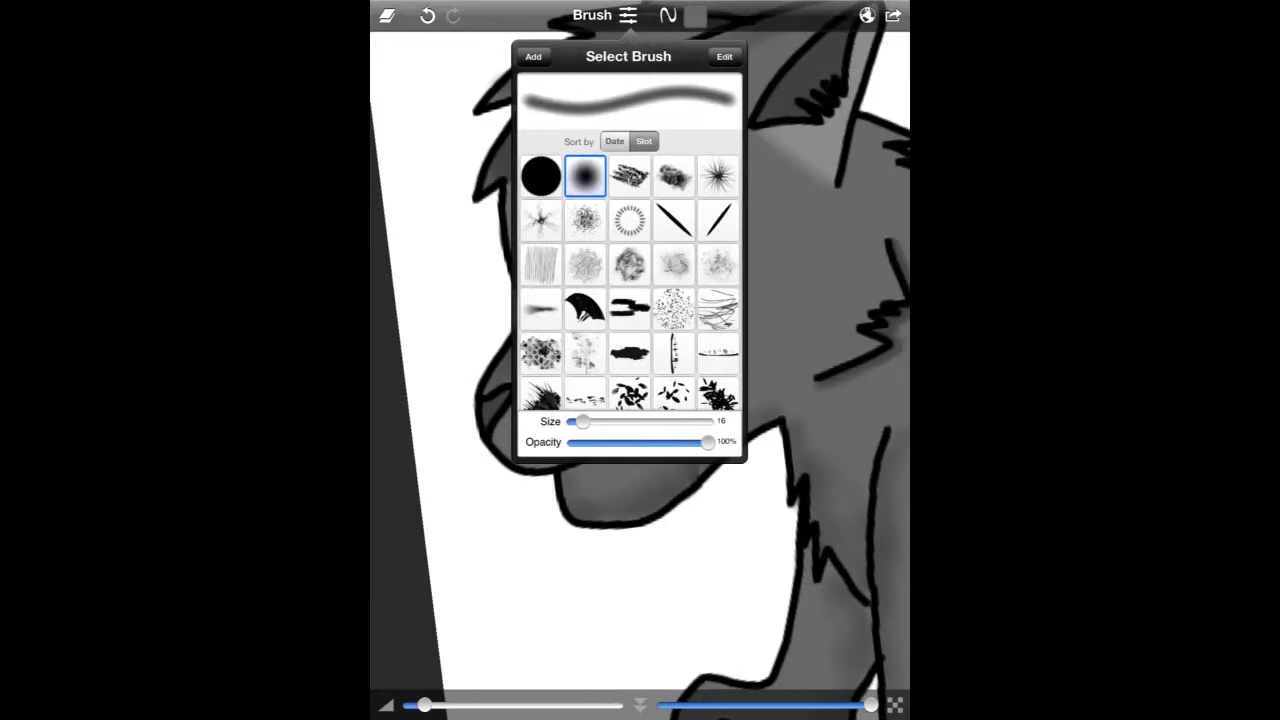 Brush
Add Select Brush Edit
Sort by Date Slot
Size 16
Opacity 100%